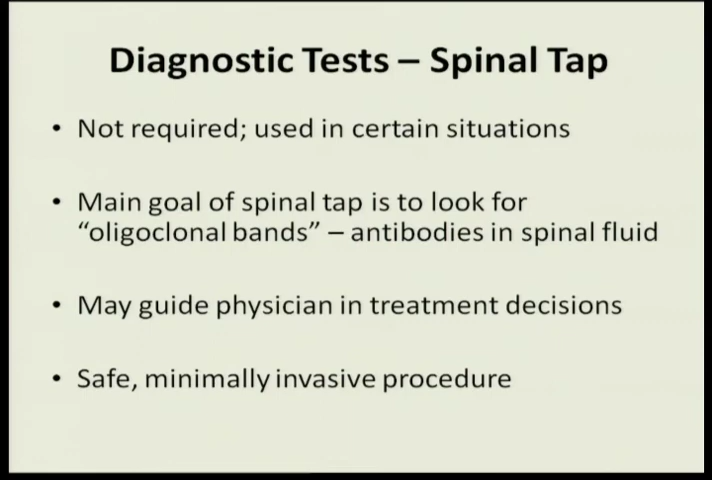 Diagnostic Tests – Spinal Tap
• Not required; used in certain situations
• Main goal of spinal tap is to look for
“oligoclonal bands” – antibodies in spinal fluid
• May guide physician in treatment decisions
• Safe, minimally invasive procedure